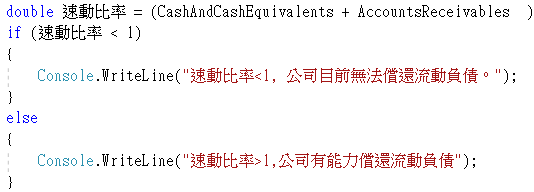 double 速動比率 = (CashAndCashEquivalents + AccountsReceivables  )
if (速動比率 < 1)
{
    Console.WriteLine("速動比率<1, 公司目前無法償還流動負債。");
}
else
{
    Console.WriteLine("速動比率>1,公司有能力償還流動負債");
}